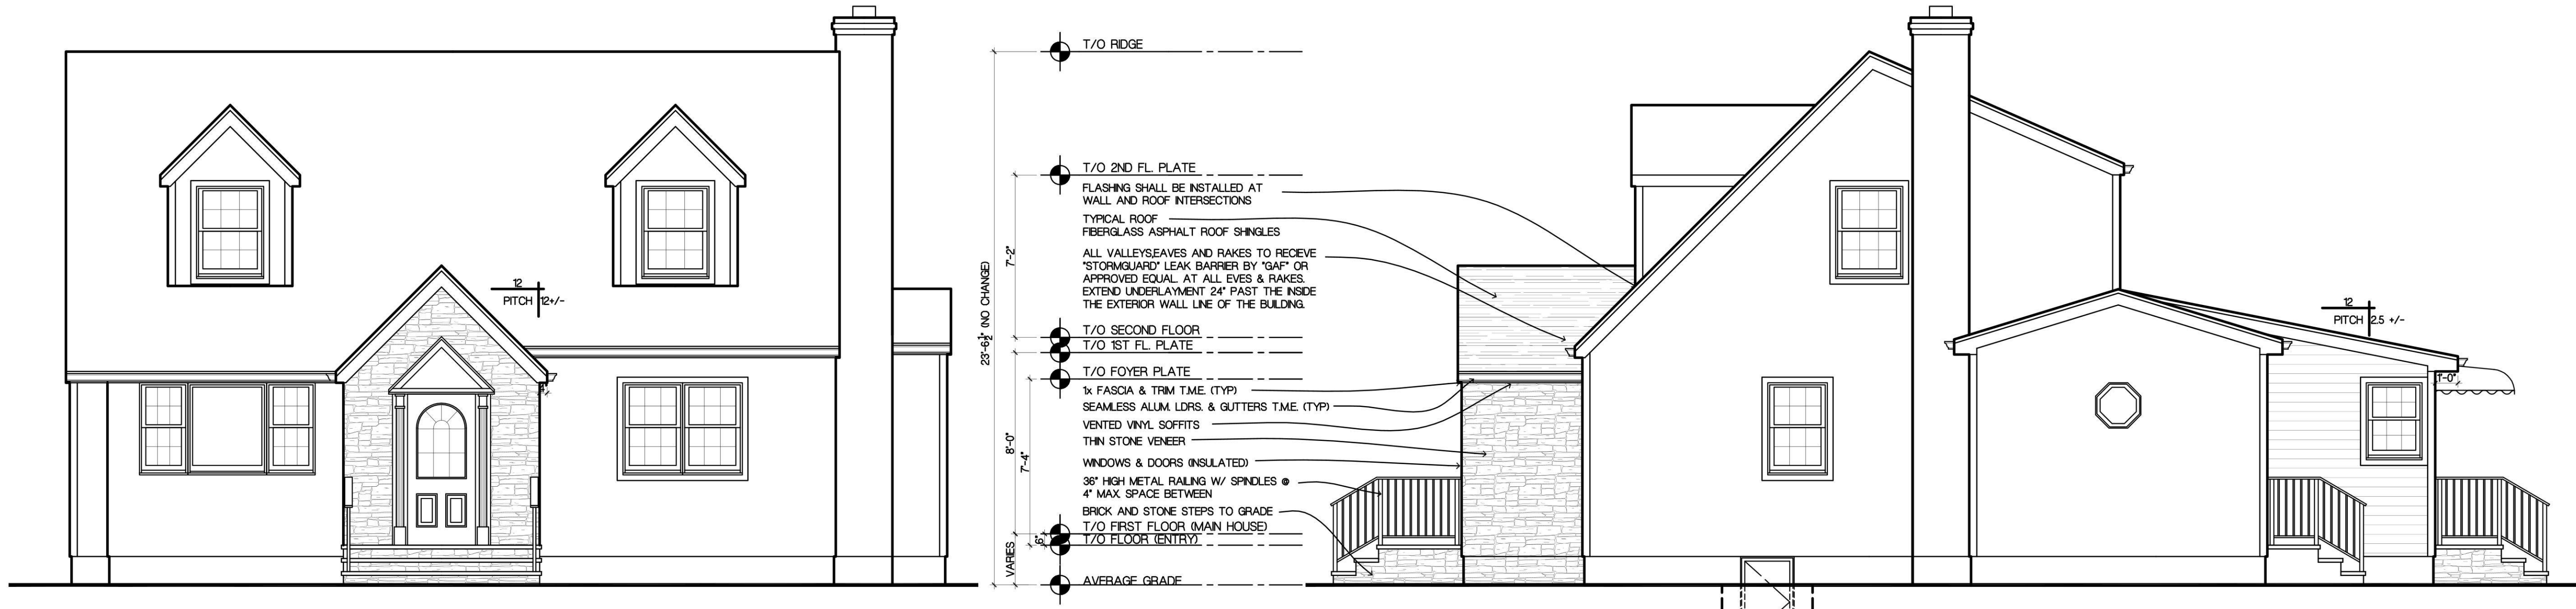 12
PITCH 12+/-
4"
23'-6½" (NO CHANGE)
7'-2"
8'-0"
7'-4"
6"
VARIES
T/O RIDGE
T/O 2ND FL. PLATE
FLASHING SHALL BE INSTALLED AT
WALL AND ROOF INTERSECTIONS
TYPICAL ROOF
FIBERGLASS ASPHALT ROOF SHINGLES
ALL VALLEYS,EAVES AND RAKES TO RECIEVE
"STORMGUARD" LEAK BARRIER BY "GAF" OR
APPROVED EQUAL AT ALL EVES & RAKES.
EXTEND UNDERLAYMENT 24" PAST THE INSIDE
THE EXTERIOR WALL LINE OF THE BUILDING.
T/O SECOND FLOOR
T/O 1ST FL. PLATE
T/O FOYER PLATE
1x FASCIA & TRIM T.M.E. (TYP)
SEAMLESS ALUM. LDRS. & GUTTERS T.M.E. (TYP)
VENTED VINYL SOFFITS
THIN STONE VENEER
WINDOWS & DOORS (INSULATED)
36" HIGH METAL RAILING W/ SPINDLES @
4" MAX. SPACE BETWEEN
BRICK AND STONE STEPS TO GRADE
T/O FIRST FLOOR (MAIN HOUSE)
T/O FLOOR (ENTRY)
AVERAGE GRADE
12
PITCH 2.5 +/-
1'-0"